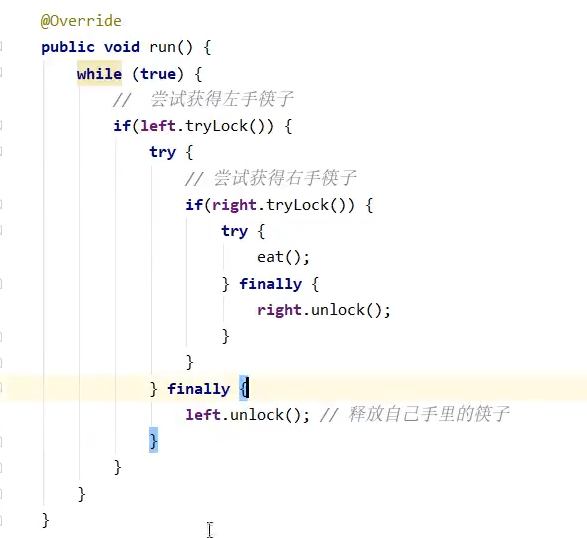 @Override
public void run() {
while (true) {
// 尝试获得左手筷子
if(left.tryLock()) {
try {
// 尝试获得右手筷子
if(right.tryLock()) {
try {
eat();
} finally {
right.unlock();
}
}
} finally {
left.unlock(); // 释放自己手里的筷子
}
}
}
}